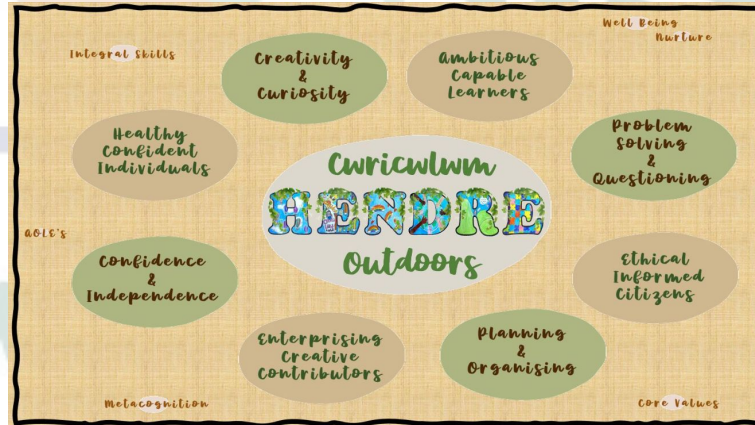 Well Being
Nurture
Integral Skills
Creativity
&
Curiosity
Ambitious
Capable
Learners
Healthy
Confident
Individuals
Problem
Solving
&
Questioning
Cwricwlwm
HENDRE
Outdoors
AOLE's
Confidence
&
Independence
Ethical
Informed
Citizens
Enterprising
Creative
Contributors
Planning
&
Organising
Metacognition
Core Values